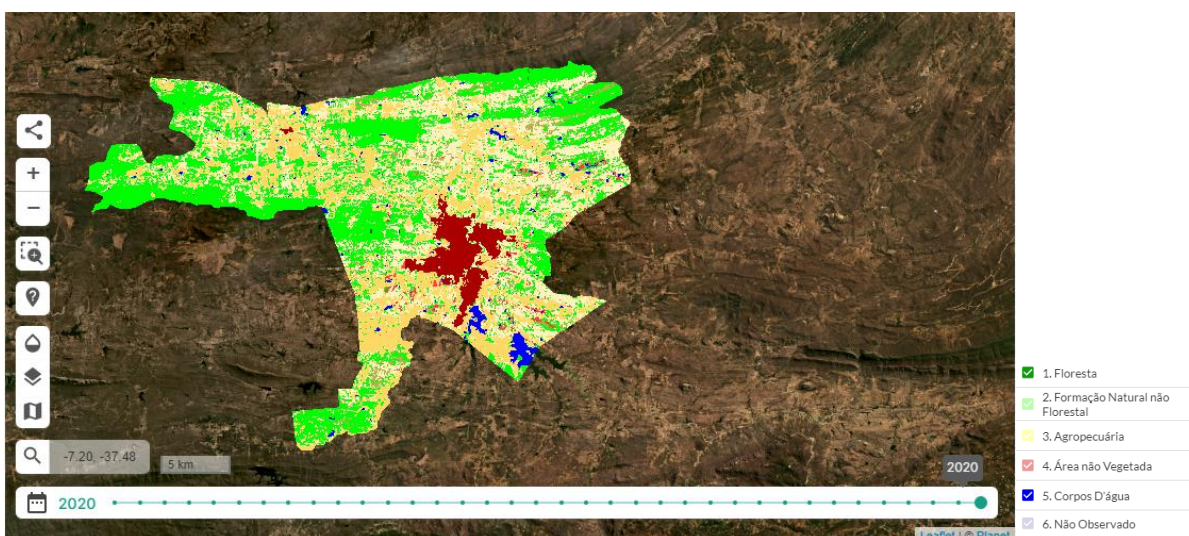 +
−
1. Floresta
2. Formação Natural não
Florestal
3. Agropecuária
-7.20, -37.48
5 km
4. Área não Vegetada
2020
2020
5. Corpos D'água
6. Não Observado
Leaflet | © Planet